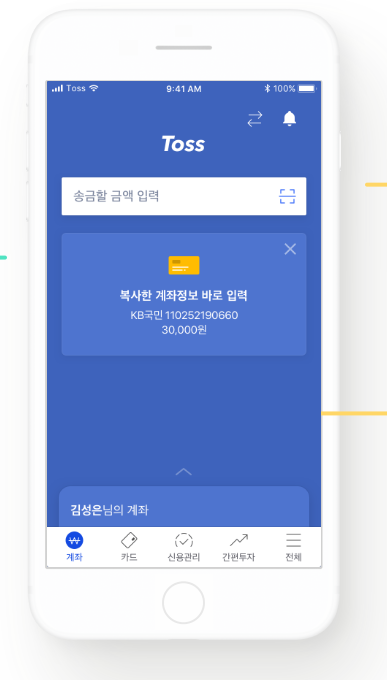 Toss
9:41 AM
100%
Toss
송금할 금액 입력
복사한 계좌정보 바로 입력
KB국민 110252190660
30,000원
김성은님의 계좌
계좌
카드
신용관리
간편투자
전체